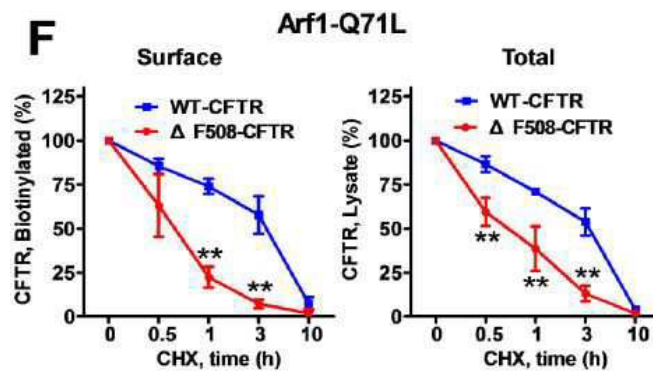 F
Arf1-Q71L
Surface
CFTR, Biotinylated (%)
125
100
75
50
25
0
WT-CFTR
Δ F508-CFTR
**
**
0 0.5 1 3 10
CHX, time (h)
Total
CFTR, Lysate (%)
125
100
75
50
25
0
WT-CFTR
Δ F508-CFTR
**
**
**
0 0.5 1 3 10
CHX, time (h)